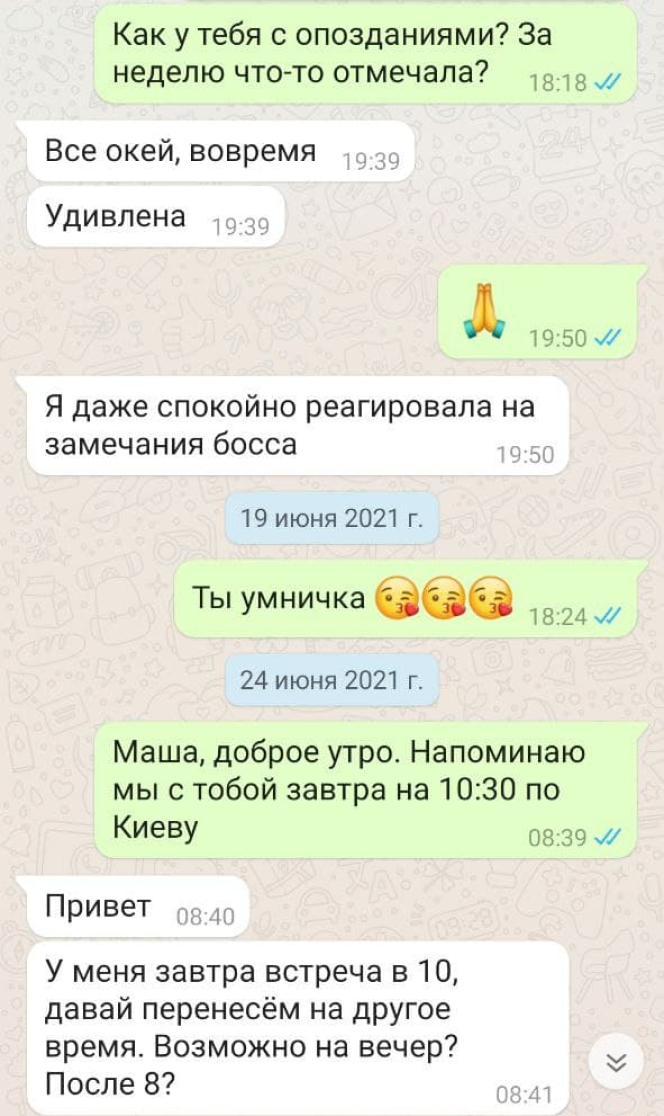 Как у тебя с опозданиями? За
неделю что-то отмечала?
18:18
Все окей, вовремя
19:39
Удивлена
19:39
🙏
19:50
Я даже спокойно реагировала на
замечания босса
19:50
19 июня 2021 г.
Ты умничка 😘😘😘
18:24
24 июня 2021 г.
Маша, доброе утро. Напоминаю
мы с тобой завтра на 10:30 по
Киеву
08:39
Привет
08:40
У меня завтра встреча в 10,
давай перенесём на другое
время. Возможно на вечер?
После 8?
08:41